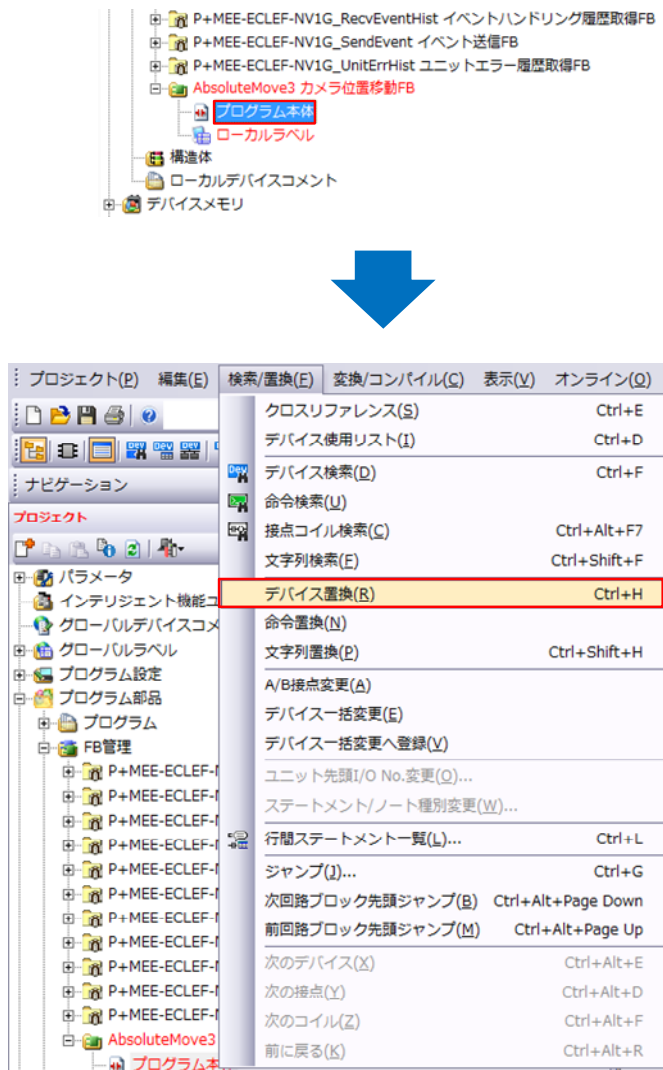 P+MEE-ECLEF-NV1G_RecvEventHist イベントハンドリング履歴取得FB
P+MEE-ECLEF-NV1G_SendEvent イベント送信FB
P+MEE-ECLEF-NV1G_UnitErrHist ユニットエラー履歴取得FB
AbsoluteMove3 カメラ位置移動FB
プログラム本体
ローカルラベル
構造体
ローカルデバイスコメント
デバイスメモリ
プロジェクト(P) 編集(E) 検索/置換(F) 変換/コンパイル(C) 表示(V) オンライン(O)
クロスリファレンス(S) Ctrl+E
デバイス使用リスト(I) Ctrl+D
デバイス検索(D) Ctrl+F
命令検索(U)
接点コイル検索(C) Ctrl+Alt+F7
文字列検索(F) Ctrl+Shift+F
デバイス置換(R) Ctrl+H
命令置換(N)
文字列置換(P) Ctrl+Shift+H
A/B接点変更(A)
デバイス一括変更(E)
デバイス一括変更へ登録(V)
ユニット先頭I/O No.変更(O)...
ステートメント/ノート種別変更(W)...
行間ステートメント一覧(L)... Ctrl+L
ジャンプ(J)... Ctrl+G
次回路ブロック先頭ジャンプ(B) Ctrl+Alt+Page Down
前回路ブロック先頭ジャンプ(M) Ctrl+Alt+Page Up
次のデバイス(X) Ctrl+Alt+E
次の接点(Y) Ctrl+Alt+D
次のコイル(Z) Ctrl+Alt+F
前に戻る(K) Ctrl+Alt+R
ナビゲーション
プロジェクト
パラメータ
インテリジェント機能ユ
グローバルデバイスコメ
グローバルラベル
プログラム設定
プログラム部品
プログラム
FB管理
P+MEE-ECLEF-N
P+MEE-ECLEF-N
P+MEE-ECLEF-N
P+MEE-ECLEF-N
P+MEE-ECLEF-N
P+MEE-ECLEF-N
P+MEE-ECLEF-N
P+MEE-ECLEF-N
P+MEE-ECLEF-N
P+MEE-ECLEF-N
P+MEE-ECLEF-N
AbsoluteMove3
プログラム本